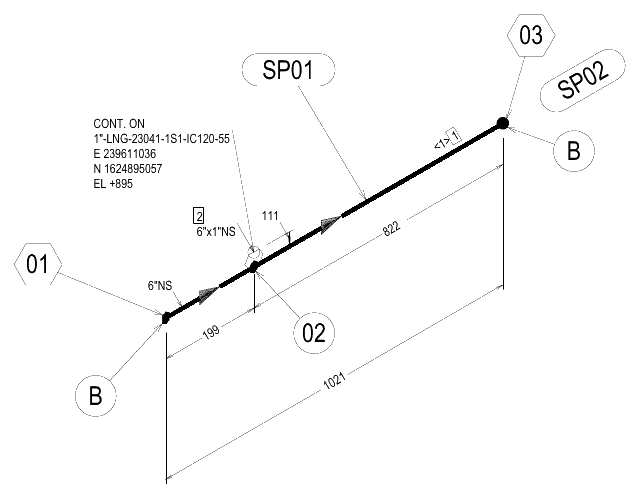 03
SP01
SP02
CONT. ON
1"-LNG-23041-1S1-IC120-55
E 239611036
N 1624895057
EL +895
<1> 1
B
2
6"x1"NS
111
822
01
6"NS
199
02
1021
B